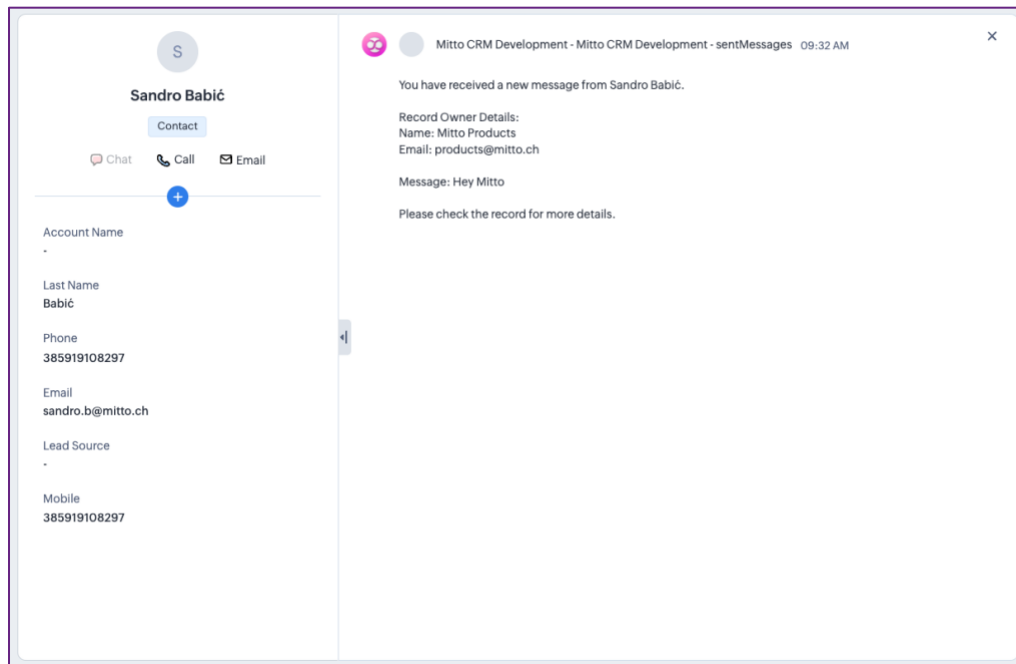 S
Sandro Babić
Contact
Chat Call Email
Account Name
-
Last Name
Babić
Phone
385919108297
Email
sandro.b@mitto.ch
Lead Source
-
Mobile
385919108297
Mitto CRM Development - Mitto CRM Development - sentMessages 09:32 AM
You have received a new message from Sandro Babić.
Record Owner Details:
Name: Mitto Products
Email: products@mitto.ch
Message: Hey Mitto
Please check the record for more details.